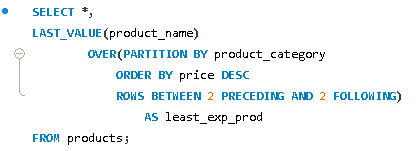 SELECT *,
LAST_VALUE(product_name)
OVER(PARTITION BY product_category
ORDER BY price DESC
ROWS BETWEEN 2 PRECEDING AND 2 FOLLOWING)
AS least_exp_prod
FROM products;